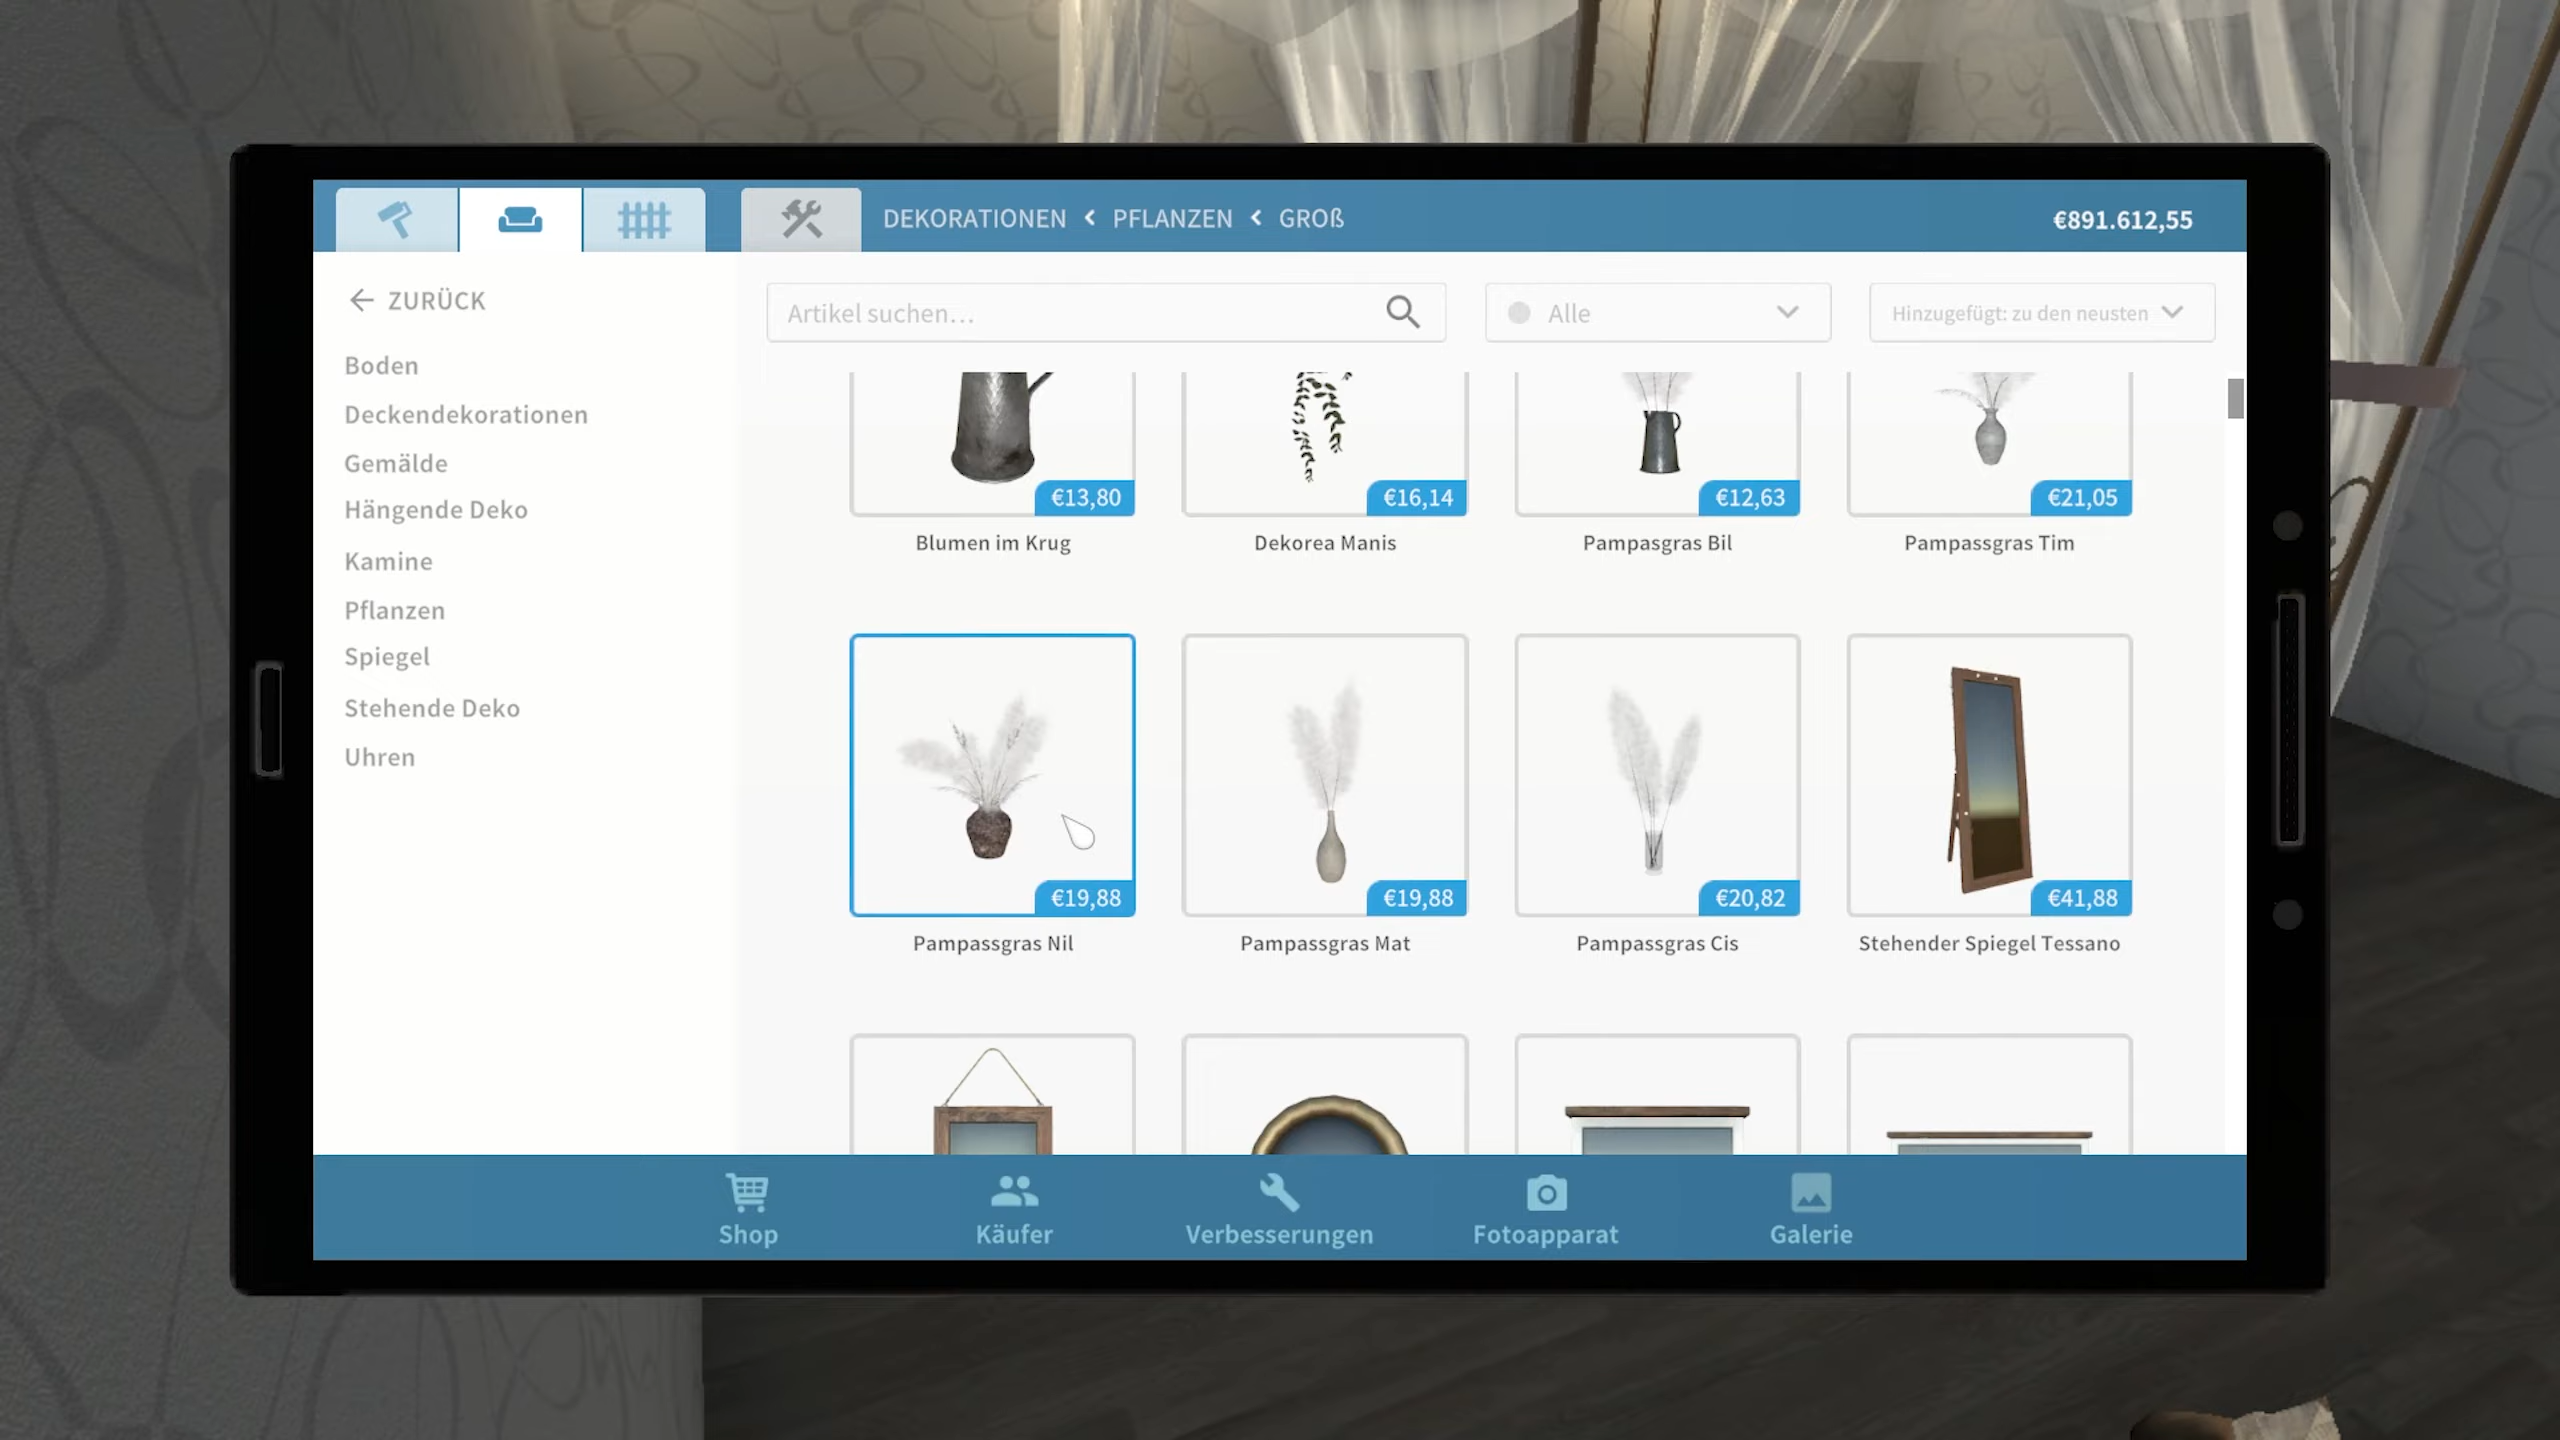 DEKORATIONEN < PFLANZEN < GROß
€891.612,55
ZURÜCK
Boden
Deckendekorationen
Gemälde
Hängende Deko
Kamine
Pflanzen
Spiegel
Stehende Deko
Uhren
Artikel suchen...
Alle
Hinzugefügt: zu den neusten
€13,80
€16,14
€12,63
€21,05
Blumen im Krug
Dekorea Manis
Pampasgras Bil
Pampassgras Tim
€19,88
€19,88
€20,82
€41,88
Pampassgras Nil
Pampassgras Mat
Pampassgras Cis
Stehender Spiegel Tessano
Shop
Käufer
Verbesserungen
Fotoapparat
Galerie